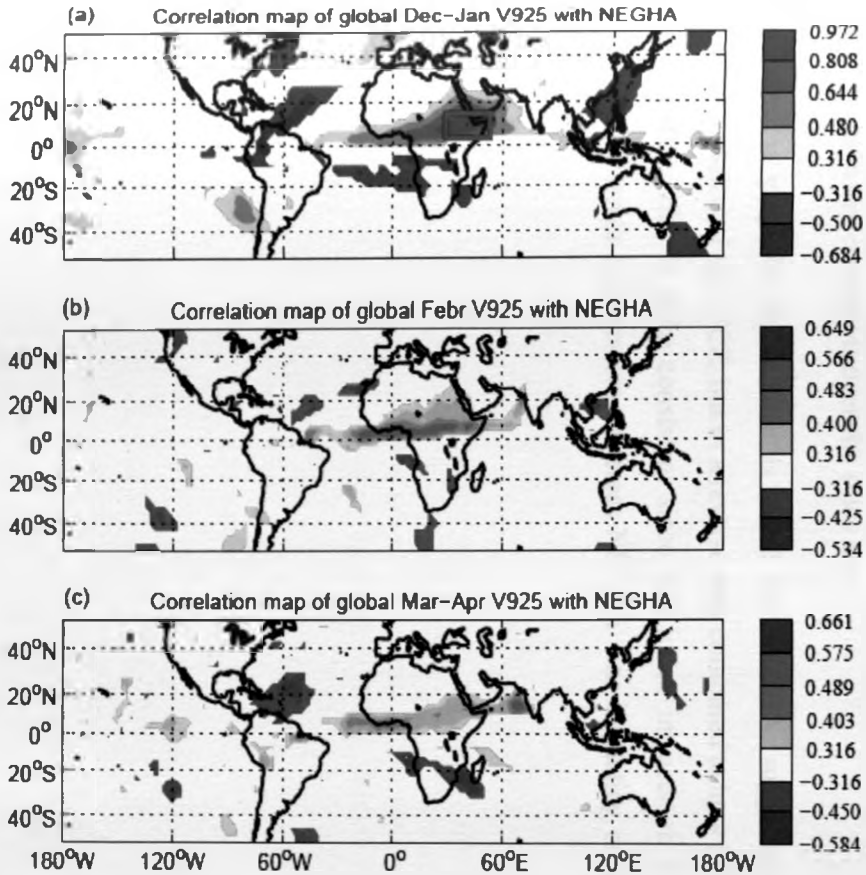 (a) Correlation map of global Dec-Jan V925 with NEGHA
40°N
20°N
0°
20°S
40°S
0.972
0.808
0.644
0.480
0.316
-0.316
-0.500
-0.684
(b) Correlation map of global Febr V925 with NEGHA
40°N
20°N
0°
20°S
40°S
0.649
0.566
0.483
0.400
0.316
-0.316
-0.425
-0.534
(c) Correlation map of global Mar-Apr V925 with NEGHA
40°N
20°N
0°
20°S
40°S
180°W 120°W 60°W 0° 60°E 120°E 180°W
0.661
0.575
0.489
0.403
0.316
-0.316
-0.450
-0.584